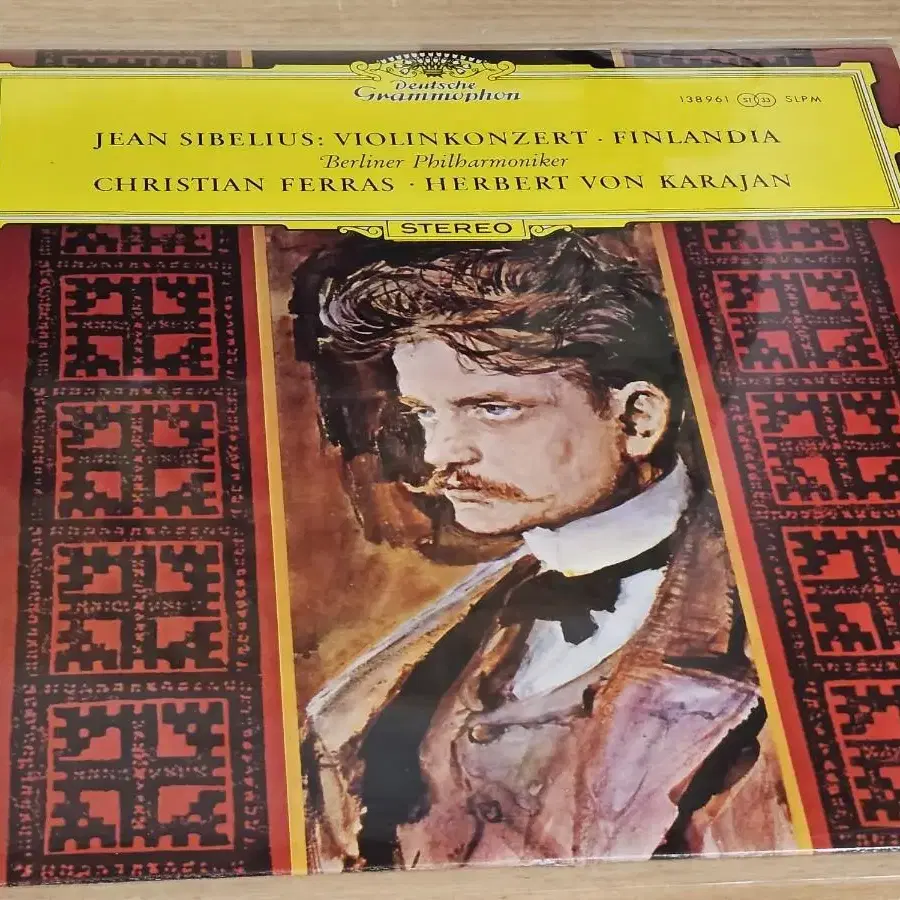 Deutsche
Grammophon
138961 ST 33 SLPM
JEAN SIBELIUS: VIOLINKONZERT · FINLANDIA
Berliner Philharmoniker
CHRISTIAN FERRAS · HERBERT VON KARAJAN
STEREO